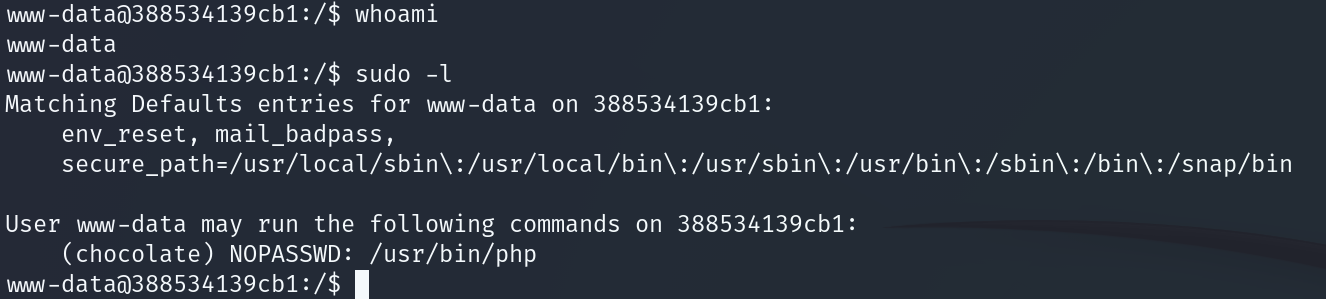 www-data@388534139cb1:/$ whoami
www-data
www-data@388534139cb1:/$ sudo -l
Matching Defaults entries for www-data on 388534139cb1:
    env_reset, mail_badpass,
    secure_path=/usr/local/sbin\:/usr/local/bin\:/usr/sbin\:/usr/bin\:/sbin\:/bin\:/snap/bin

User www-data may run the following commands on 388534139cb1:
    (chocolate) NOPASSWD: /usr/bin/php
www-data@388534139cb1:/$